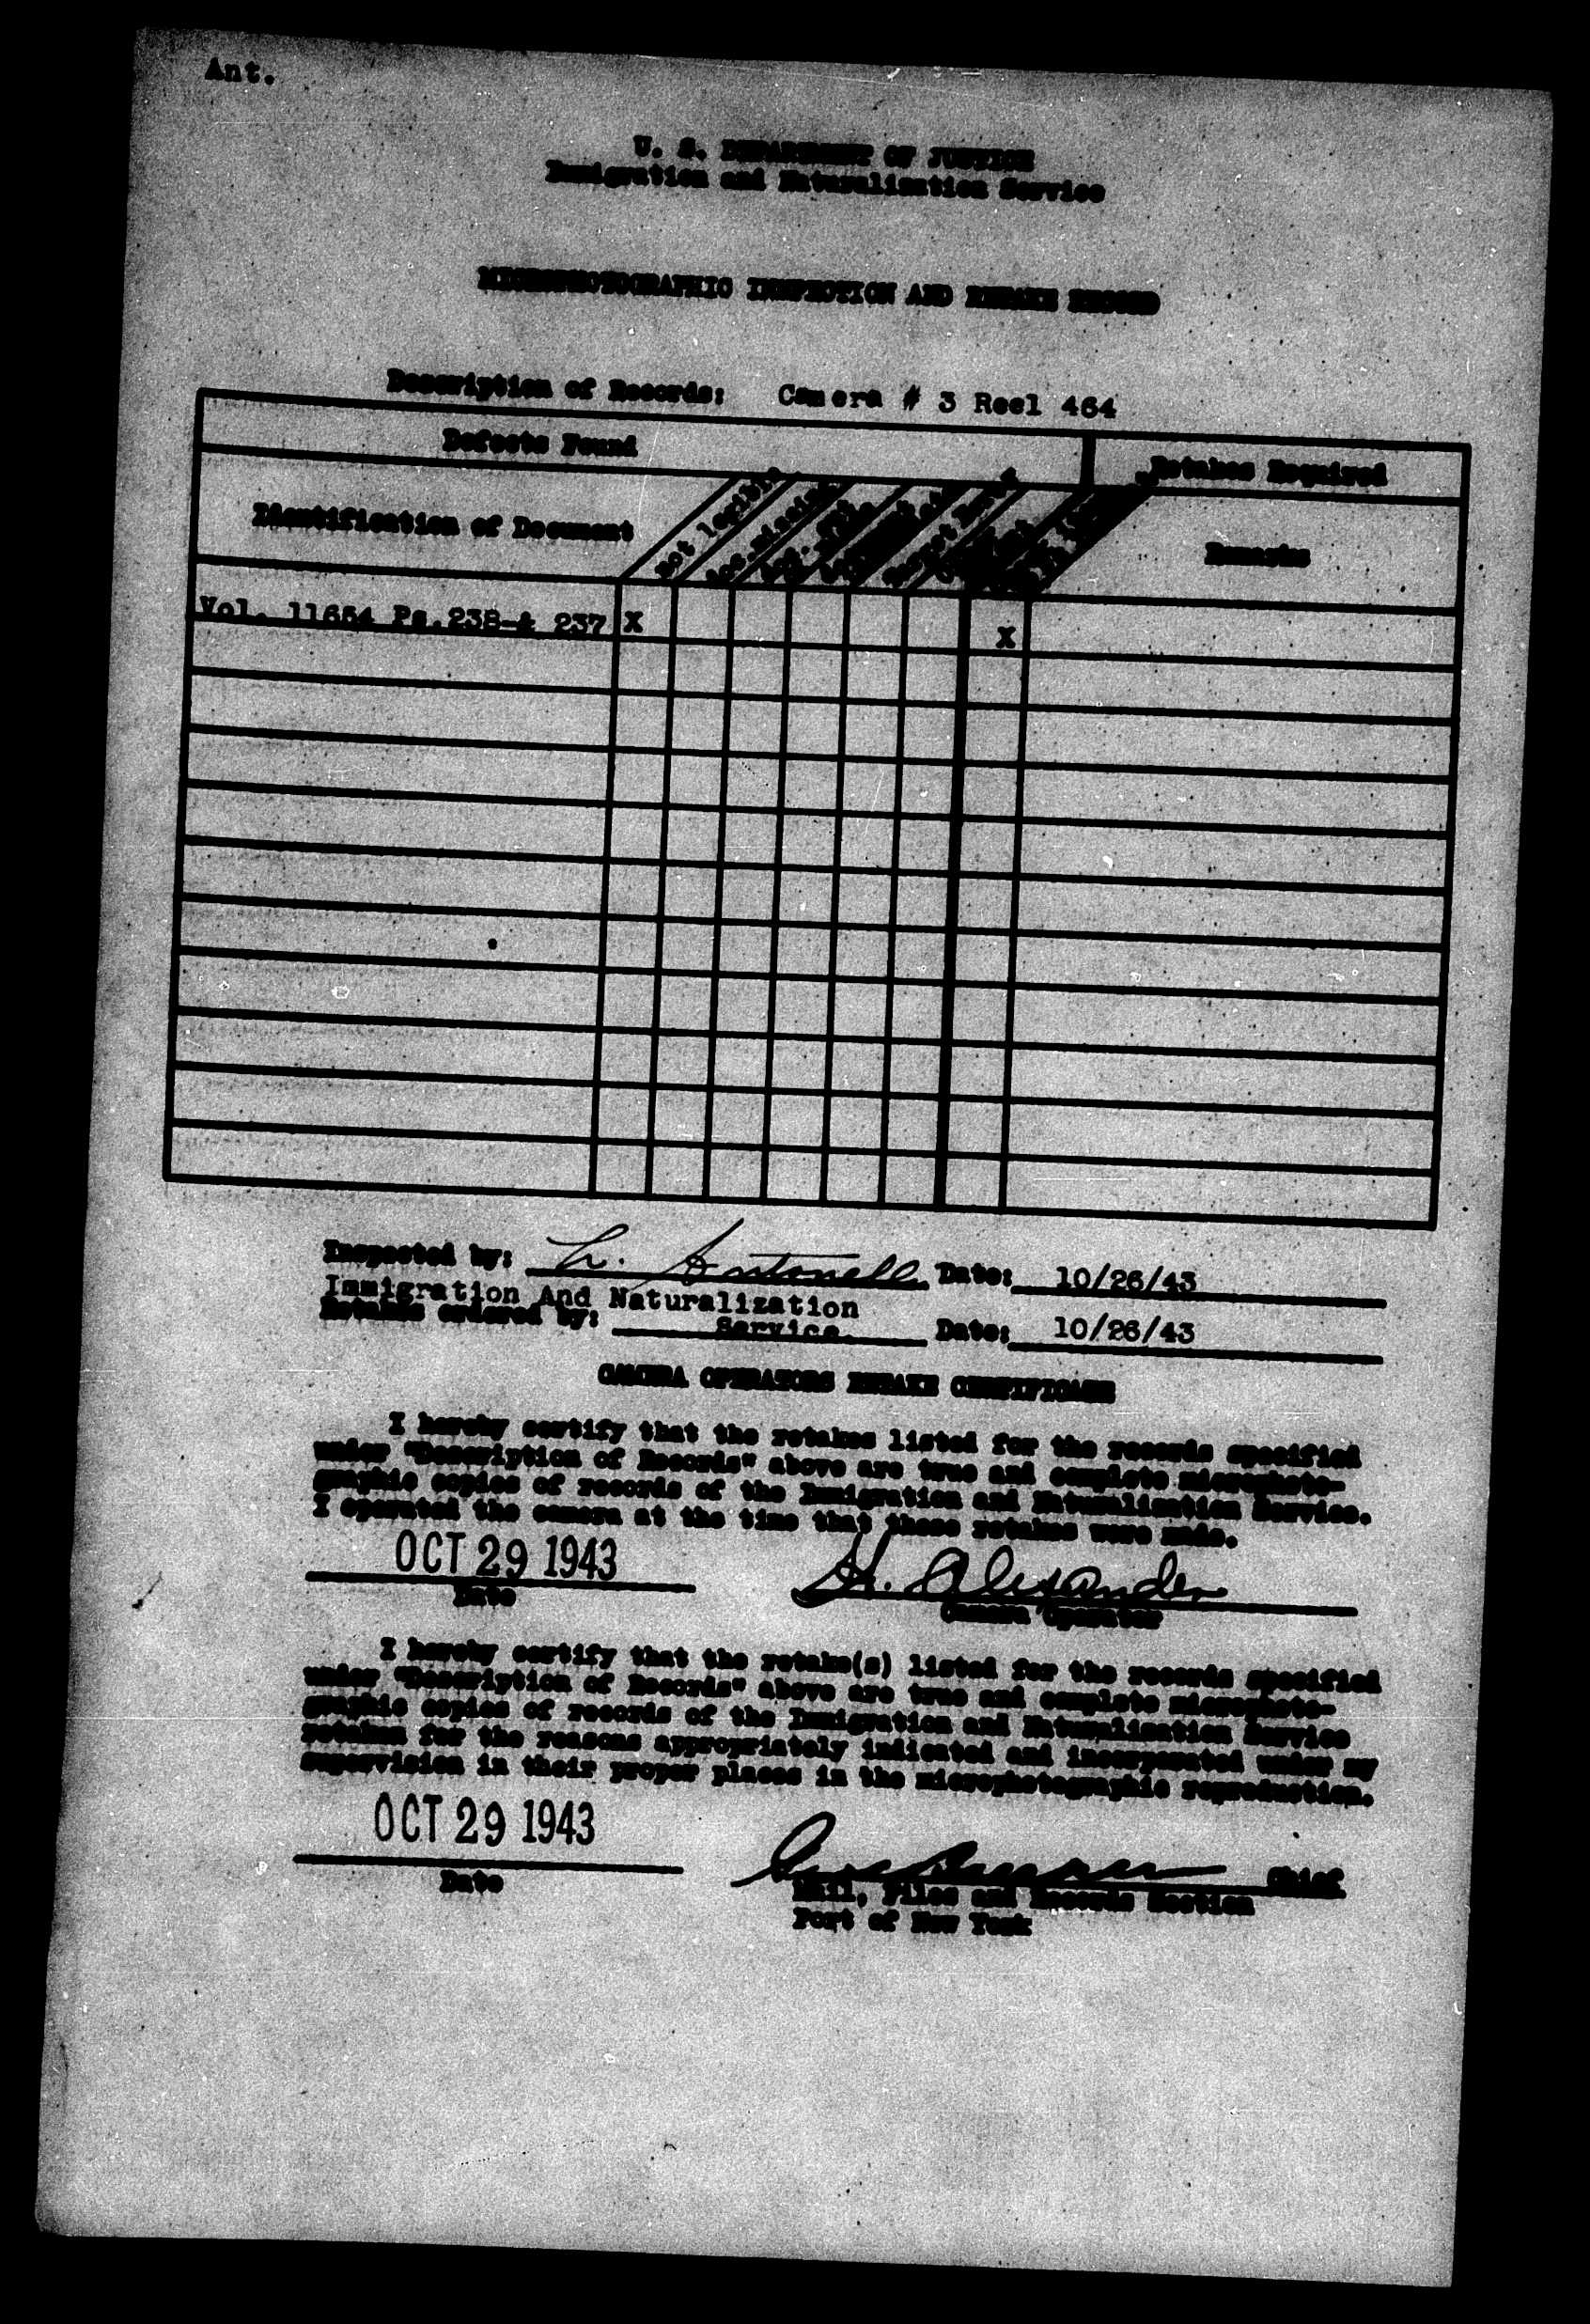 Ant.
U. S. DEPARTMENT OF JUSTICE
Immigration and Naturalization Service
MICROPHOTOGRAPHIC INSPECTION AND RETAKE RECORD
Description of Records: Camera # 3 Reel 464
Defects Found
Retakes Required
Identification of Document
Not legible
Remarks
Vol. 11654 Pg. 238-& 237 X X
Inspected by: L. Antonelli Date: 10/26/43
Immigration And Naturalization
Retakes ordered by: Service. Date: 10/26/43
CAMERA OPERATORS RETAKE CERTIFICATE
I hereby certify that the retakes listed for the records specified
under "Description of Records" above are true and complete microphoto-
graphic copies of records of the Immigration and Naturalization Service.
I operated the camera at the time that these retakes were made.
OCT 29 1943 H. Alexander
Date Camera Operator
I hereby certify that the retake(s) listed for the records specified
under "Description of Records" above are true and complete microphoto-
graphic copies of records of the Immigration and Naturalization Service
retaken for the reasons appropriately indicated and incorporated under my
supervision in their proper places in the microphotographic reproduction.
OCT 29 1943
Chief
Date
Mail, Files and Records Section
Port of New York